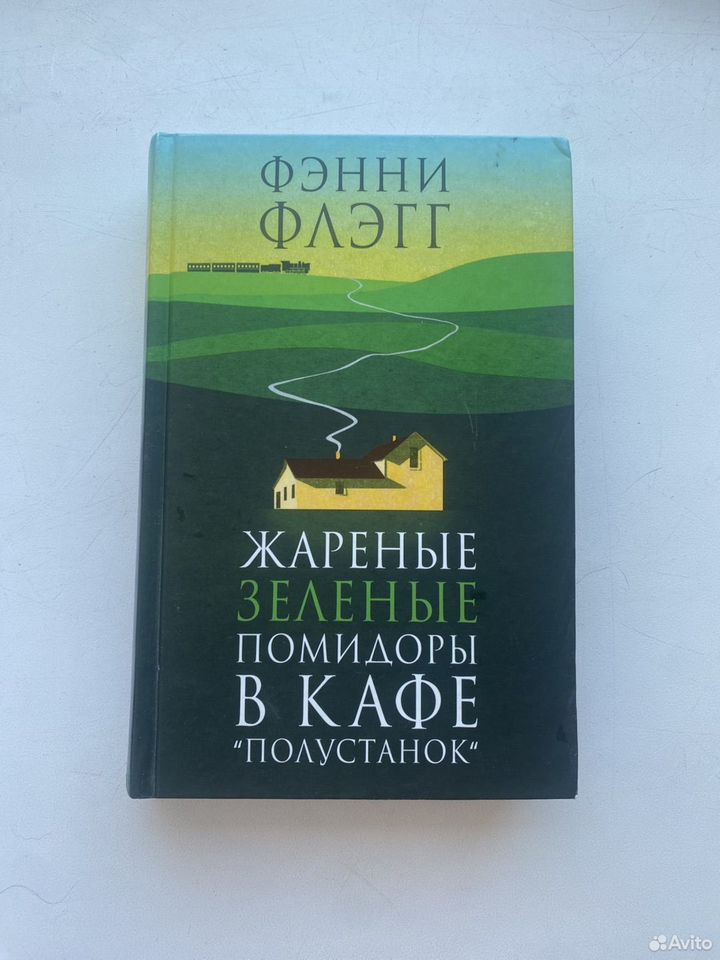 ФЭННИ
ФЛЭГГ
ЖАРЕНЫЕ
ЗЕЛЕНЫЕ
ПОМИДОРЫ
В КАФЕ
"ПОЛУСТАНОК"
Avito